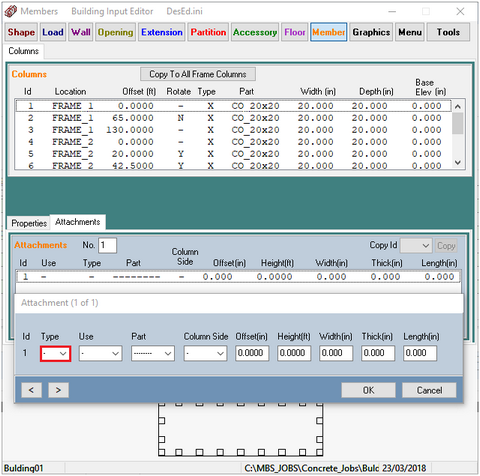 Members Building Input Editor DesEd.ini
Shape Load Wall Opening Extension Partition Accessory Floor Member Graphics Menu Tools
Columns
Columns Copy To All Frame Columns
Id Location Offset (ft) Rotate Type Part Width (in) Depth (in) Base Elev (in)
1 FRAME_1 0.0000 - X CO_20x20 20.000 20.000 0.000
2 FRAME_1 65.0000 N X CO_20x20 20.000 20.000 0.000
3 FRAME_1 130.0000 - X CO_20x20 20.000 20.000 0.000
4 FRAME_2 0.0000 - X CO_20x20 20.000 20.000 0.000
5 FRAME_2 20.0000 Y X CO_20x20 20.000 20.000 0.000
6 FRAME_2 42.5000 Y X CO_20x20 20.000 20.000 0.000
Properties Attachments
Attachments No. 1 Copy Id Copy
Id Use Type Part Column Side Offset(in) Height(ft) Width(in) Thick(in) Length(in)
1 - - -------- - 0.000 0.0000 0.000 0.000 0.000
Attachment (1 of 1)
Id Type Use Part Column Side Offset(in) Height(ft) Width(in) Thick(in) Length(in)
1 - - -------- - 0.0000 0.0000 0.000 0.000 0.000
< > OK Cancel
Bulding01 C:\MBS_JOBS\Concrete_Jobs\Bulc 23/03/2018